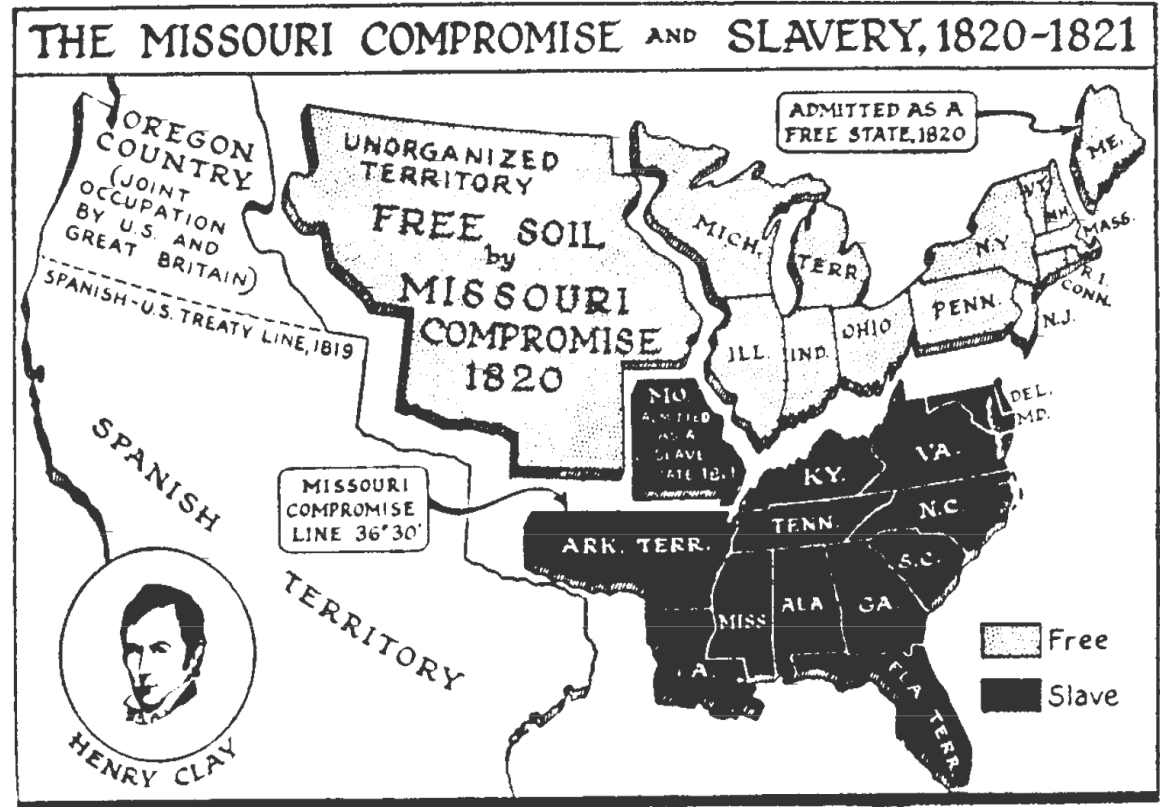 THE MISSOURI COMPROMISE AND SLAVERY, 1820-1821
OREGON
COUNTRY
(JOINT
OCCUPATION
BY U.S. AND
GREAT BRITAIN)
SPANISH-U.S. TREATY LINE, 1819
UNORGANIZED
TERRITORY
FREE SOIL
by
MISSOURI
COMPROMISE
1820
ADMITTED AS A
FREE STATE, 1820
ME.
VT.
N.H.
MASS.
R.I.
CONN.
N.Y.
N.J.
PENN.
MICH.
TERR.
ILL.
IND.
OHIO
MO.
ADMITTED
AS A
SLAVE
STATE 1821
DEL.
MD.
VA.
KY.
N.C.
TENN.
S.C.
MISSOURI
COMPROMISE
LINE 36°30'
ARK. TERR.
MISS
ALA
GA.
LA.
FLA TERR.
SPANISH
TERRITORY
HENRY CLAY
Free
Slave